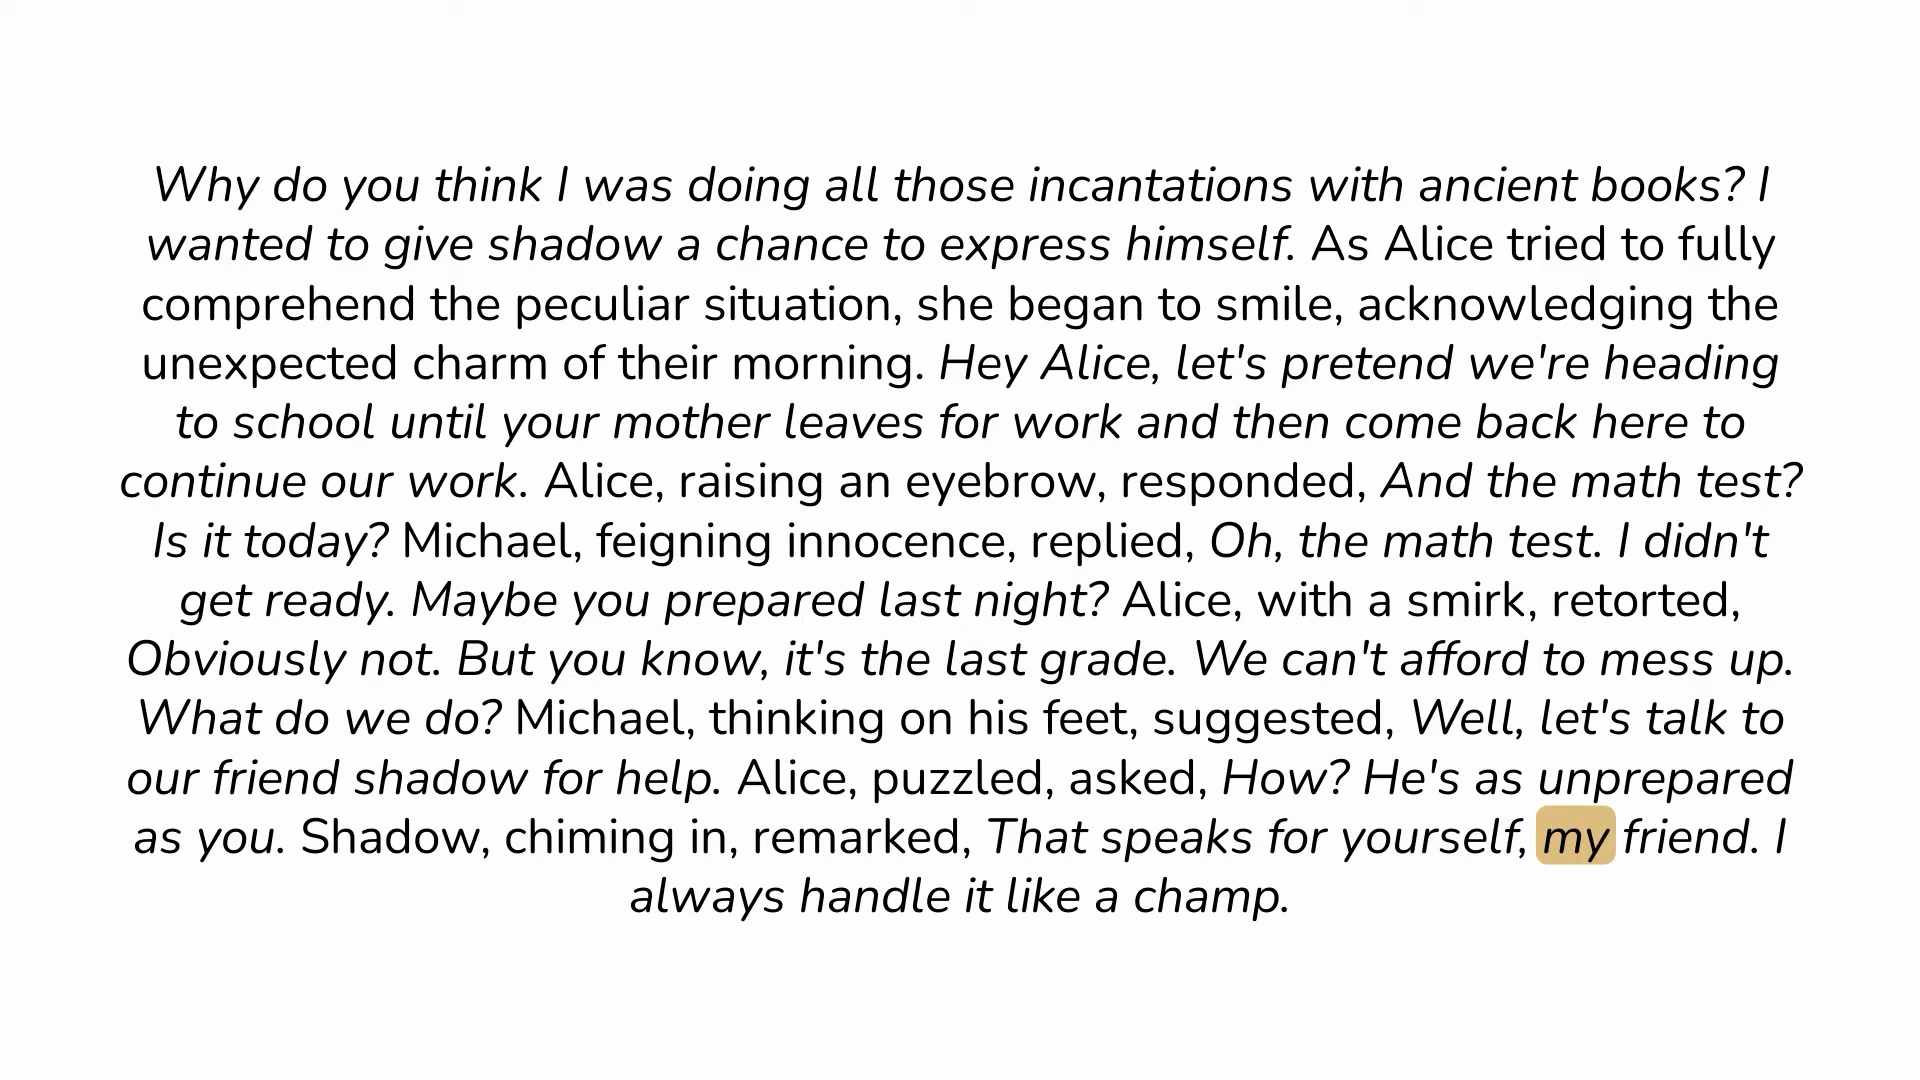 Why do you think I was doing all those incantations with ancient books? I
wanted to give shadow a chance to express himself. As Alice tried to fully
comprehend the peculiar situation, she began to smile, acknowledging the
unexpected charm of their morning. Hey Alice, let's pretend we're heading
to school until your mother leaves for work and then come back here to
continue our work. Alice, raising an eyebrow, responded, And the math test?
Is it today? Michael, feigning innocence, replied, Oh, the math test. I didn't
get ready. Maybe you prepared last night? Alice, with a smirk, retorted,
Obviously not. But you know, it's the last grade. We can't afford to mess up.
What do we do? Michael, thinking on his feet, suggested, Well, let's talk to
our friend shadow for help. Alice, puzzled, asked, How? He's as unprepared
as you. Shadow, chiming in, remarked, That speaks for yourself, my friend. I
always handle it like a champ.